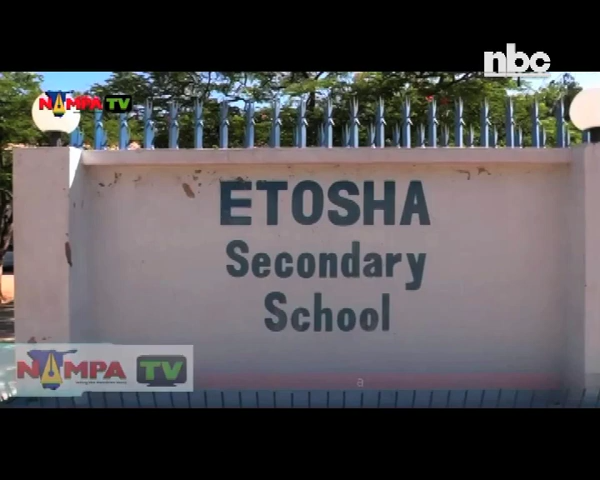 nbc
NAMPA TV
ETOSHA
Secondary
School
NAMPA TV
a